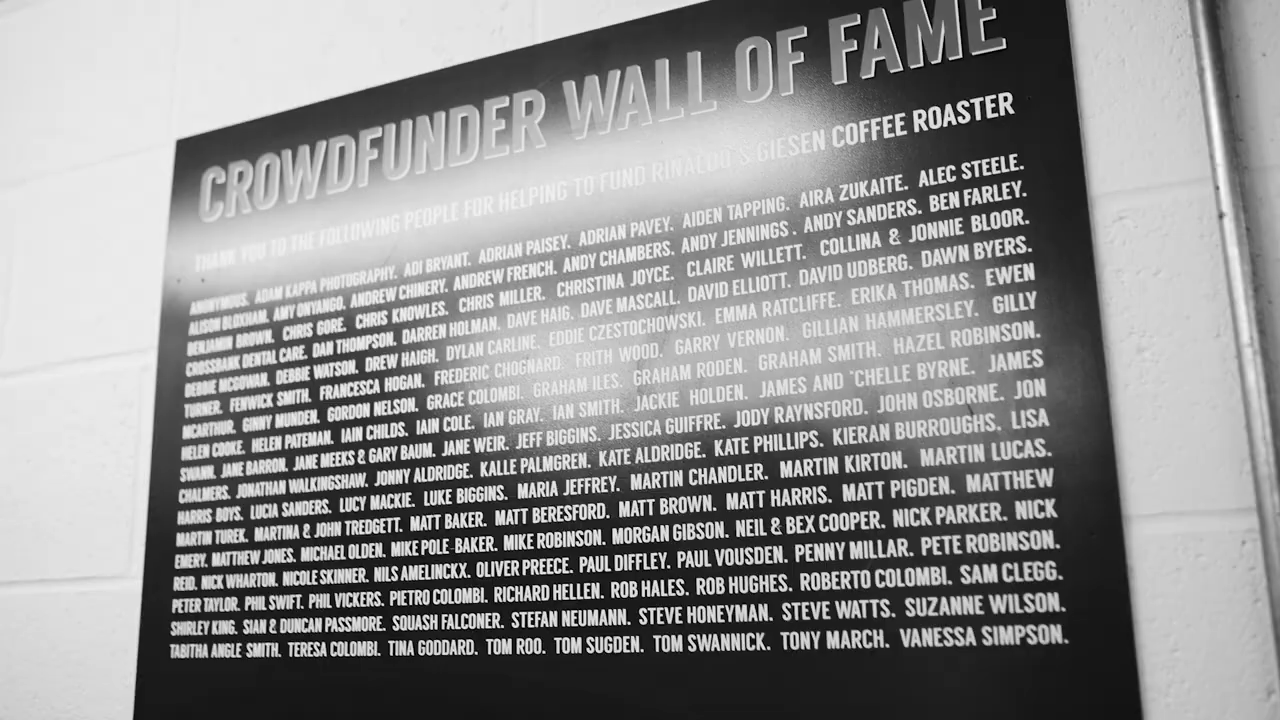 CROWDFUNDER WALL OF FAME
THANK YOU TO THE FOLLOWING PEOPLE FOR HELPING TO FUND RINALDO'S GIESEN COFFEE ROASTER
ANONYMOUS. ADAM KAPPA PHOTOGRAPHY. ADI BRYANT. ADRIAN PAISEY. ADRIAN PAVEY. AIDEN TAPPING. AIRA ZUKAITE. ALEC STEELE.
ALISON BLOXHAM. AMY ONYANGO. ANDREW CHINERY. ANDREW FRENCH. ANDY CHAMBERS. ANDY JENNINGS . ANDY SANDERS. BEN FARLEY.
BENJAMIN BROWN. CHRIS GORE. CHRIS KNOWLES. CHRIS MILLER. CHRISTINA JOYCE. CLAIRE WILLETT. COLLINA & JONNIE BLOOR.
CROSSBANK DENTAL CARE. DAN THOMPSON. DARREN HOLMAN. DAVE HAIG. DAVE MASCALL. DAVID ELLIOTT. DAVID UDBERG. DAWN BYERS.
DEBBIE MCGOWAN. DEBBIE WATSON. DREW HAIGH. DYLAN CARLINE. EDDIE CZESTOCHOWSKI. EMMA RATCLIFFE. ERIKA THOMAS. EWEN
TURNER. FENWICK SMITH. FRANCESCA HOGAN. FREDERIC CHOGNARD. FRITH WOOD. GARRY VERNON. GILLIAN HAMMERSLEY. GILLY
MCARTHUR. GINNY MUNDEN. GORDON NELSON. GRACE COLOMBI. GRAHAM ILES. GRAHAM RODEN. GRAHAM SMITH. HAZEL ROBINSON.
HELEN COOKE. HELEN PATEMAN. IAIN CHILDS. IAIN COLE. IAN GRAY. IAN SMITH. JACKIE HOLDEN. JAMES AND 'CHELLE BYRNE. JAMES
SWANN. JANE BARRON. JANE MEEKS & GARY BAUM. JANE WEIR. JEFF BIGGINS. JESSICA GUIFFRE. JODY RAYNSFORD. JOHN OSBORNE. JON
CHALMERS. JONATHAN WALKINGSHAW. JONNY ALDRIDGE. KALLE PALMGREN. KATE ALDRIDGE. KATE PHILLIPS. KIERAN BURROUGHS. LISA
HARRIS BOYS. LUCIA SANDERS. LUCY MACKIE. LUKE BIGGINS. MARIA JEFFREY. MARTIN CHANDLER. MARTIN KIRTON. MARTIN LUCAS.
MARTIN TUREK. MARTINA & JOHN TREDGETT. MATT BAKER. MATT BERESFORD. MATT BROWN. MATT HARRIS. MATT PIGDEN. MATTHEW
EMERY. MATTHEW JONES. MICHAEL OLDEN. MIKE POLE-BAKER. MIKE ROBINSON. MORGAN GIBSON. NEIL & BEX COOPER. NICK PARKER. NICK
REID. NICK WHARTON. NICOLE SKINNER. NILS AMELINCKX. OLIVER PREECE. PAUL DIFFLEY. PAUL VOUSDEN. PENNY MILLAR. PETE ROBINSON.
PETER TAYLOR. PHIL SWIFT. PHIL VICKERS. PIETRO COLOMBI. RICHARD HELLEN. ROB HALES. ROB HUGHES. ROBERTO COLOMBI. SAM CLEGG.
SHIRLEY KING. SIAN & DUNCAN PASSMORE. SQUASH FALCONER. STEFAN NEUMANN. STEVE HONEYMAN. STEVE WATTS. SUZANNE WILSON.
TABITHA ANGLE SMITH. TERESA COLOMBI. TINA GODDARD. TOM ROO. TOM SUGDEN. TOM SWANNICK. TONY MARCH. VANESSA SIMPSON.